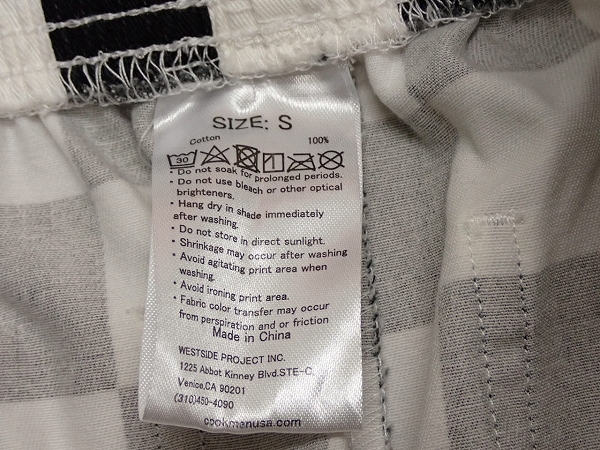 SIZE: S
Cotton 100%
30
• Do not soak for prolonged periods.
• Do not use bleach or other optical
brighteners.
• Hang dry in shade immediately
after washing.
• Do not store in direct sunlight.
• Shrinkage may occur after washing
• Avoid agitating print area when
washing.
• Avoid ironing print area.
• Fabric color transfer may occur
from perspiration and or friction
Made in China
WESTSIDE PROJECT INC.
1225 Abbot Kinney Blvd.STE-C
Venice,CA 90201
(310)450-4090
cookmanusa.com